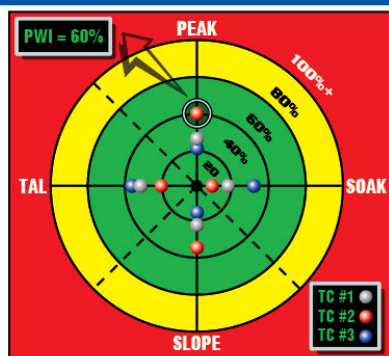 PWI = 60%
PEAK
100%+
80%
60%
40%
20
TAL
SOAK
SLOPE
TC #1
TC #2
TC #3